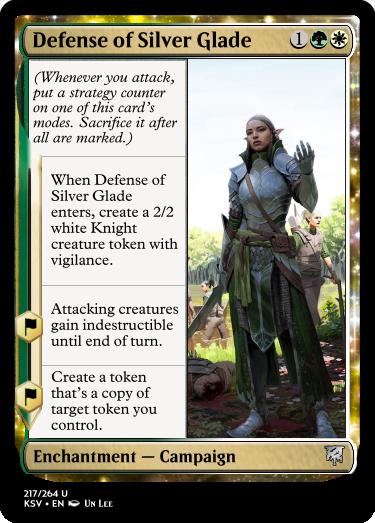 Defense of Silver Glade 1
(Whenever you attack,
put a strategy counter
on one of this card's
modes. Sacrifice it after
all are marked.)
When Defense of
Silver Glade
enters, create a 2/2
white Knight
creature token with
vigilance.
Attacking creatures
gain indestructible
until end of turn.
Create a token
that's a copy of
target token you
control.
Enchantment — Campaign
217/264 U
KSV • EN Un Lee